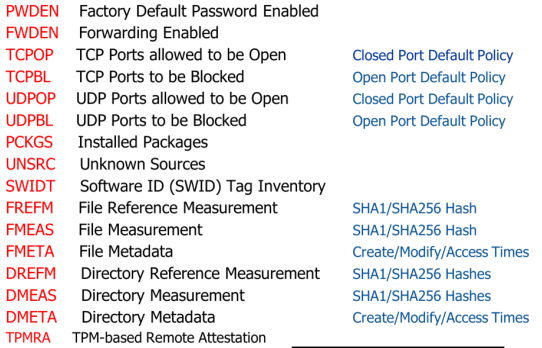 PWDEN Factory Default Password Enabled
FWDEN Forwarding Enabled
TCPOP TCP Ports allowed to be Open Closed Port Default Policy
TCPBL TCP Ports to be Blocked Open Port Default Policy
UDPOP UDP Ports allowed to be Open Closed Port Default Policy
UDPBL UDP Ports to be Blocked Open Port Default Policy
PCKGS Installed Packages
UNSRC Unknown Sources
SWIDT Software ID (SWID) Tag Inventory
FREFM File Reference Measurement SHA1/SHA256 Hash
FMEAS File Measurement SHA1/SHA256 Hash
FMETA File Metadata Create/Modify/Access Times
DREFM Directory Reference Measurement SHA1/SHA256 Hashes
DMEAS Directory Measurement SHA1/SHA256 Hashes
DMETA Directory Metadata Create/Modify/Access Times
TPMRA TPM-based Remote Attestation